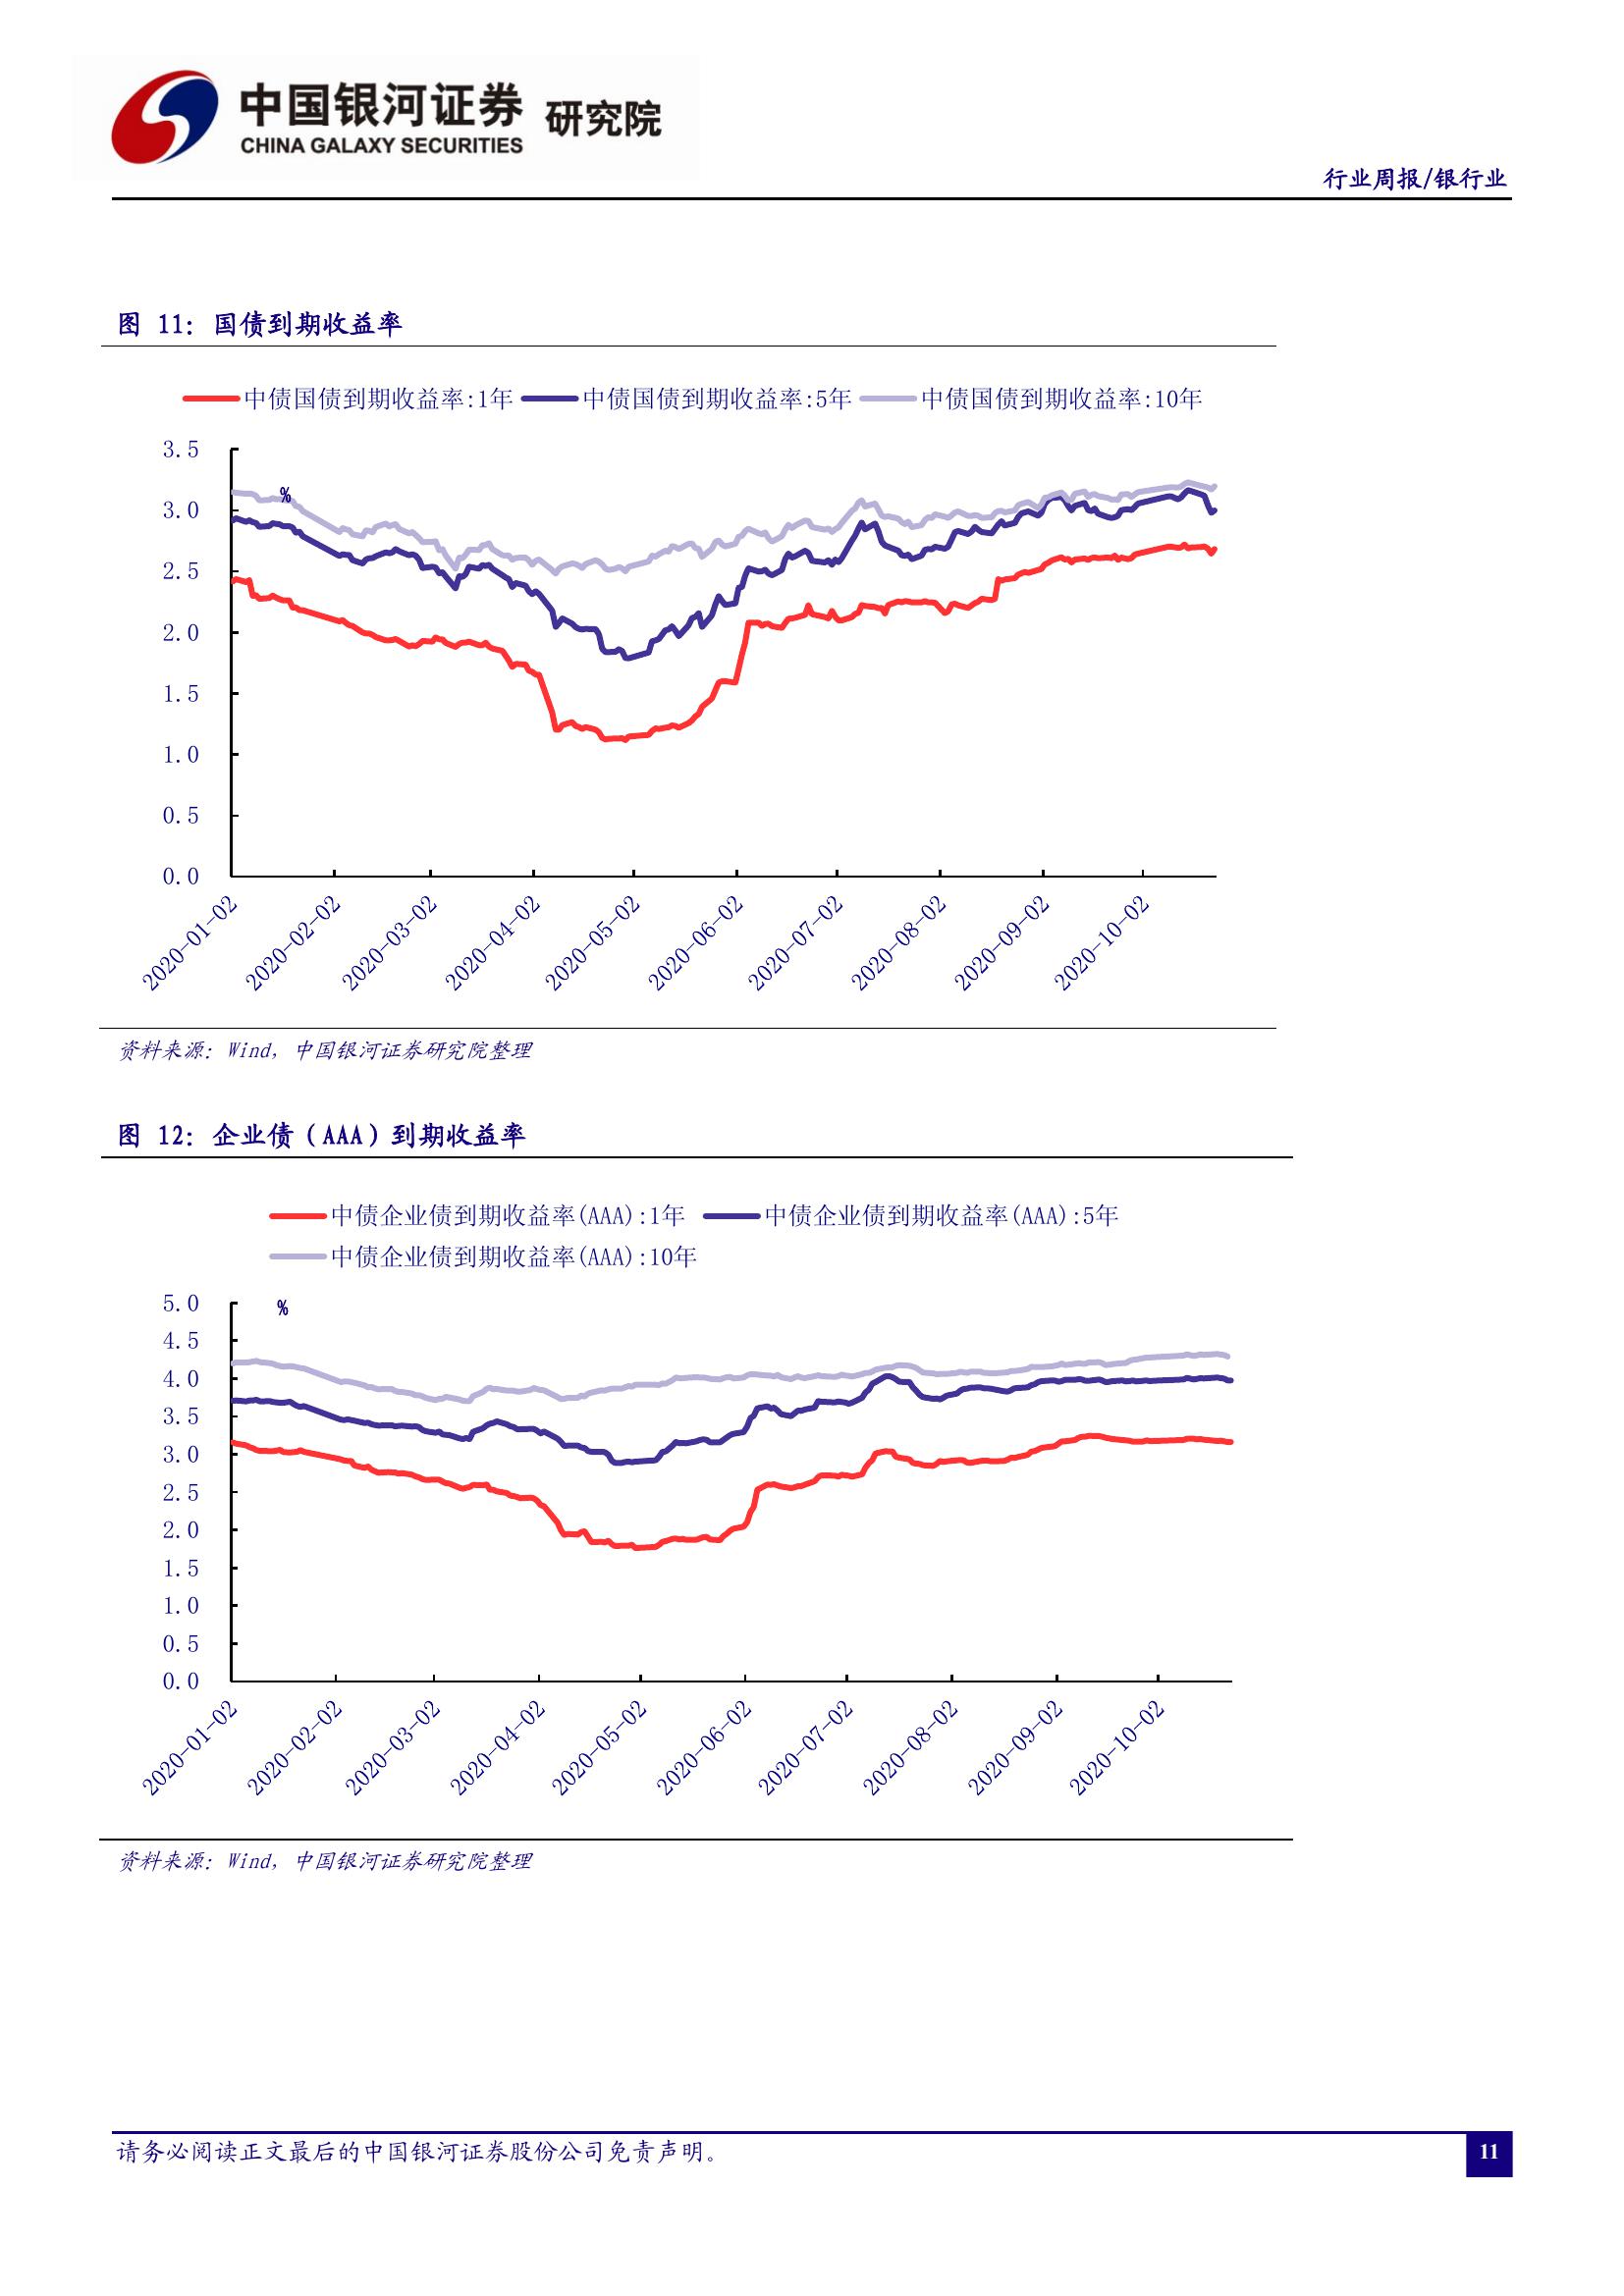 中国银河证券 研究院
CHINA GALAXY SECURITIES
行业周报/银行业
图 11：国债到期收益率
中债国债到期收益率:1年 中债国债到期收益率:5年 中债国债到期收益率:10年
%
3.5
3.0
2.5
2.0
1.5
1.0
0.5
0.0
2020-01-02 2020-02-02 2020-03-02 2020-04-02 2020-05-02 2020-06-02 2020-07-02 2020-08-02 2020-09-02 2020-10-02
资料来源：Wind，中国银河证券研究院整理
图 12：企业债（AAA）到期收益率
中债企业债到期收益率(AAA):1年 中债企业债到期收益率(AAA):5年
中债企业债到期收益率(AAA):10年
%
5.0
4.5
4.0
3.5
3.0
2.5
2.0
1.5
1.0
0.5
0.0
2020-01-02 2020-02-02 2020-03-02 2020-04-02 2020-05-02 2020-06-02 2020-07-02 2020-08-02 2020-09-02 2020-10-02
资料来源：Wind，中国银河证券研究院整理
请务必阅读正文最后的中国银河证券股份公司免责声明。
11